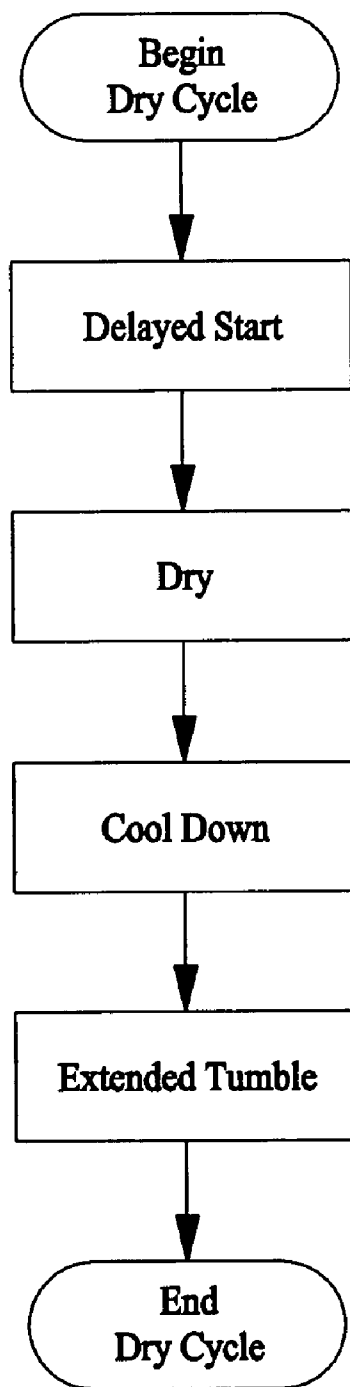 Begin
Dry Cycle
Delayed Start
Dry
Cool Down
Extended Tumble
End
Dry Cycle